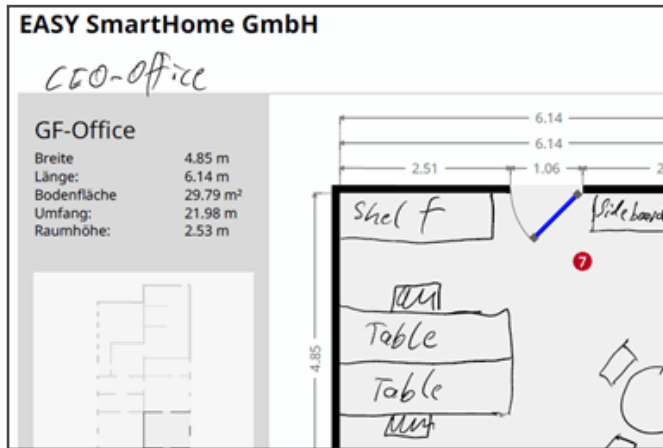 EASY SmartHome GmbH
CEO-Office
GF-Office
Breite 4.85 m
Länge: 6.14 m
Bodenfläche 29.79 m²
Umfang: 21.98 m
Raumhöhe: 2.53 m
6.14
6.14
2.51 1.06 2
Shelf
Sideboard
7
Table
Table
4.85